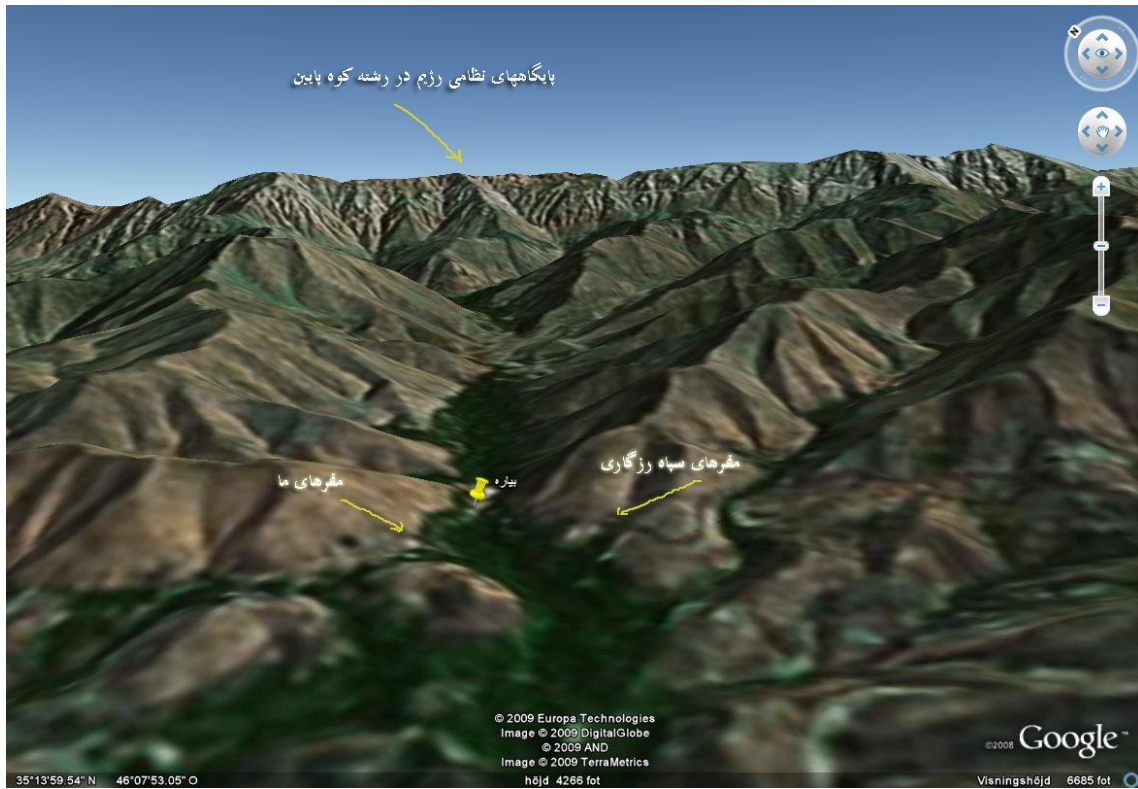 پایگاههای نظامی رژیم در رشته کوه پایین
مقرهای سپاه رزگاری
بیاره
مقرهای ما
© 2009 Europa Technologies
Image © 2009 DigitalGlobe
© 2009 AND
Image © 2009 TerraMetrics
©2008 Google™
35°13'59.54" N 46°07'53.05" O höjd 4266 fot Visningshöjd 6685 fot
N